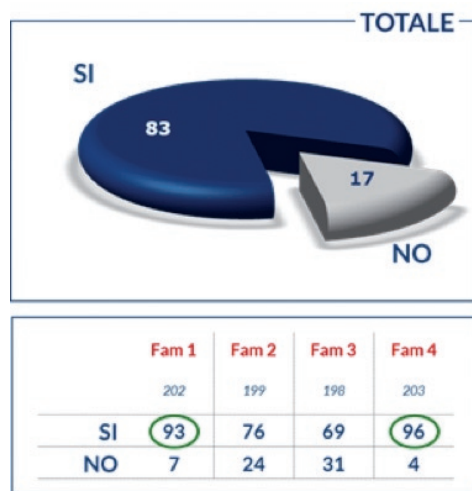 TOTALE
SI
83
17
NO
Fam 1 Fam 2 Fam 3 Fam 4
202 199 198 203
SI 93 76 69 96
NO 7 24 31 4